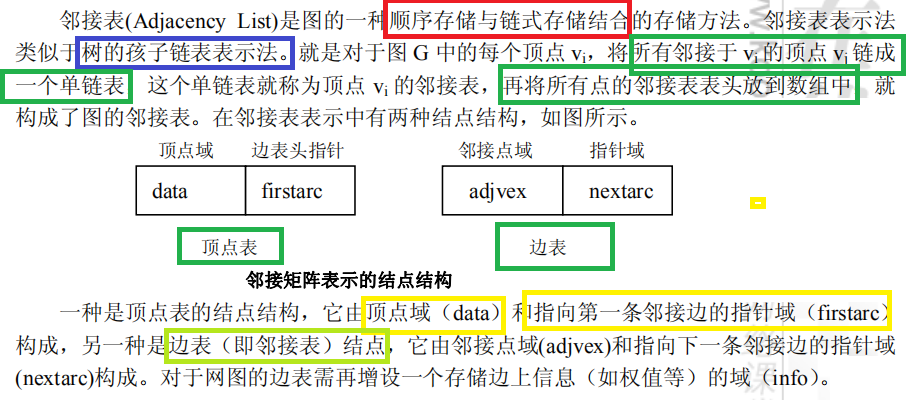 邻接表(Adjacency List)是图的一种顺序存储与链式存储结合的存储方法。邻接表表示法
类似于树的孩子链表表示法。就是对于图 G 中的每个顶点 vi，将所有邻接于 vi 的顶点 vj 链成
一个单链表 这个单链表就称为顶点 vi 的邻接表，再将所有点的邻接表表头放到数组中 就
构成了图的邻接表。在邻接表表示中有两种结点结构，如图所示。
顶点域 边表头指针 邻接点域 指针域
data firstarc adjvex nextarc
顶点表 边表
邻接矩阵表示的结点结构
一种是顶点表的结点结构，它由顶点域（data）和指向第一条邻接边的指针域（firstarc）
构成，另一种是边表（即邻接表）结点，它由邻接点域(adjvex)和指向下一条邻接边的指针域
(nextarc)构成。对于网图的边表需再增设一个存储边上信息（如权值等）的域（info）。